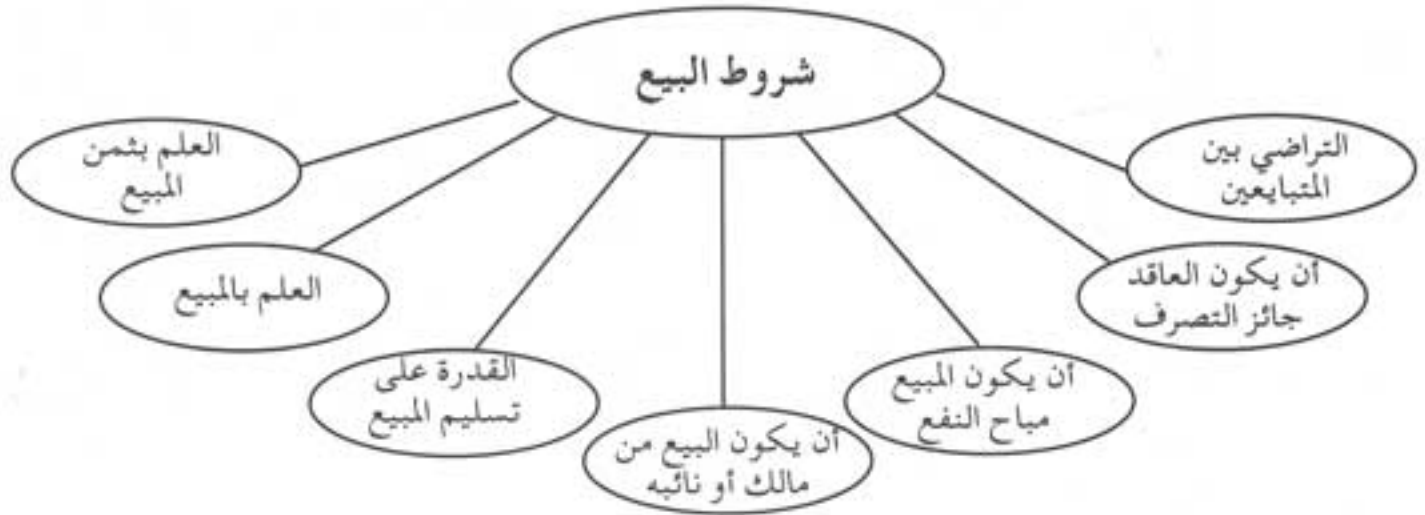 شروط البيع
التراضي بين
المتبايعين
أن يكون العاقد
جائز التصرف
أن يكون المبيع
مباح النفع
أن يكون البيع من
مالك أو نائبه
القدرة على
تسليم المبيع
العلم بالمبيع
العلم بثمن
المبيع